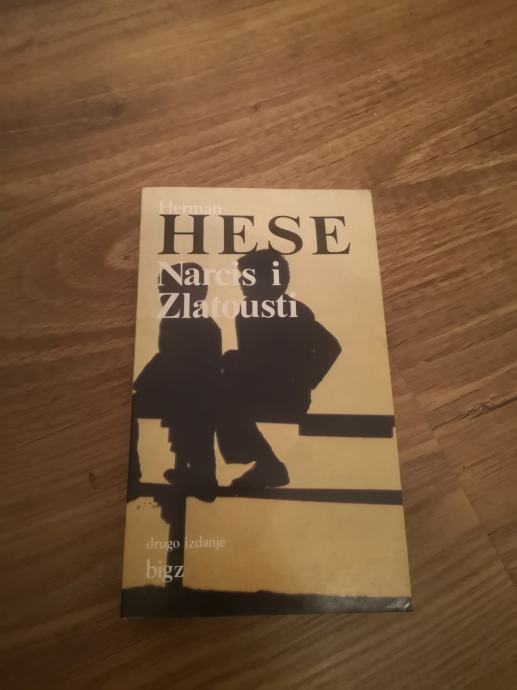 Herman
HESE
Narcis i
Zlatousti
drugo izdanje
bigz